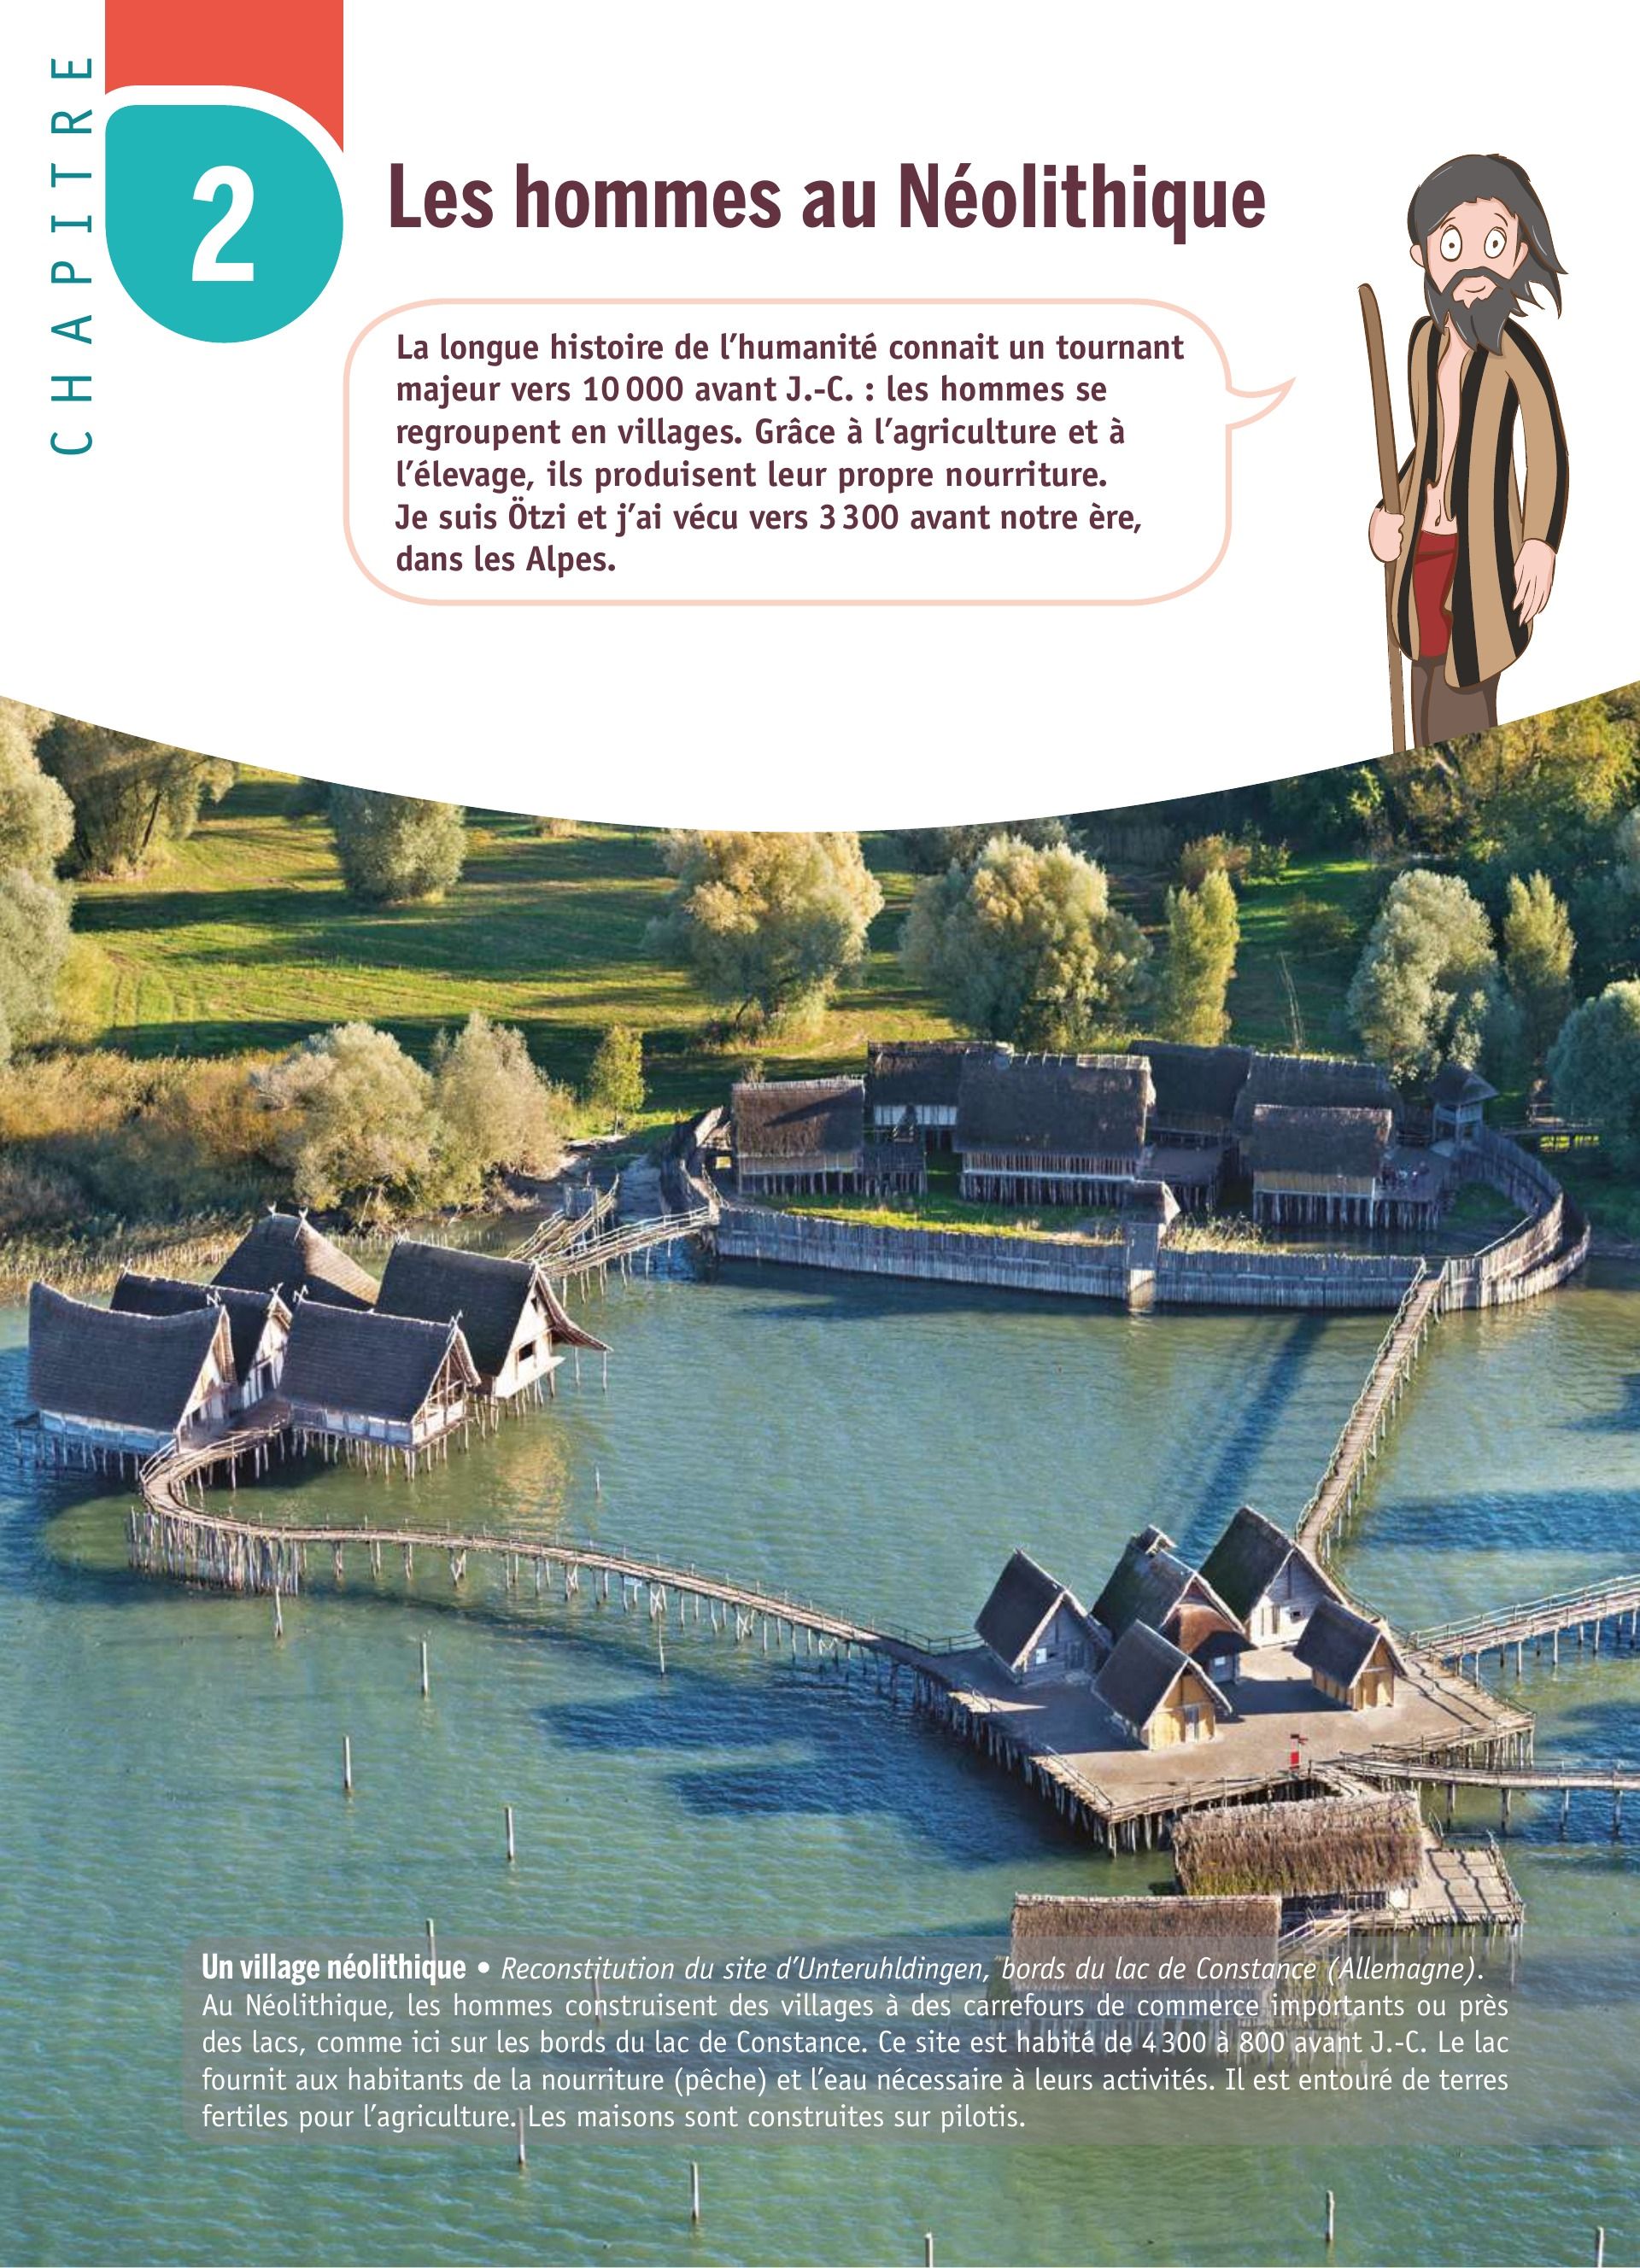 CHAPITRE
2
Les hommes au Néolithique
La longue histoire de l'humanité connait un tournant
majeur vers 10 000 avant J.-C. : les hommes se
regroupent en villages. Grâce à l'agriculture et à
l'élevage, ils produisent leur propre nourriture.
Je suis Ötzi et j'ai vécu vers 3 300 avant notre ère,
dans les Alpes.
Un village néolithique • Reconstitution du site d'Unteruhldingen, bords du lac de Constance (Allemagne).
Au Néolithique, les hommes construisent des villages à des carrefours de commerce importants ou près
des lacs, comme ici sur les bords du lac de Constance. Ce site est habité de 4 300 à 800 avant J.-C. Le lac
fournit aux habitants de la nourriture (pêche) et l'eau nécessaire à leurs activités. Il est entouré de terres
fertiles pour l'agriculture. Les maisons sont construites sur pilotis.